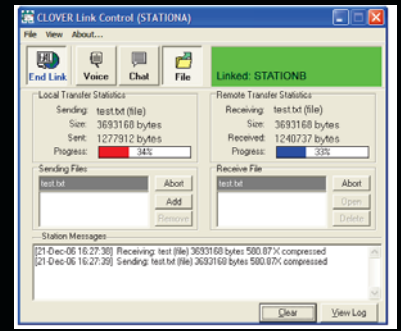 CLOVER Link Control (STATIONA)
File View About...
End Link Voice Chat File Linked: STATIONB
Local Transfer Statistics
Sending: test.txt (file)
Size: 3693168 bytes
Sent: 1277912 bytes
Progress: 34%
Remote Transfer Statistics
Receiving: test.txt (file)
Size: 3693168 bytes
Received: 1240737 bytes
Progress: 33%
Sending Files
test.txt
Abort
Add
Remove
Receive File
test.txt
Abort
Open
Delete
Station Messages
[21-Dec-06 16:27:38] Receiving: test (file) 3693168 bytes 580.87X compressed
[21-Dec-06 16:27:39] Sending: test.txt (file) 3693168 bytes 580.87X compressed
Clear View Log